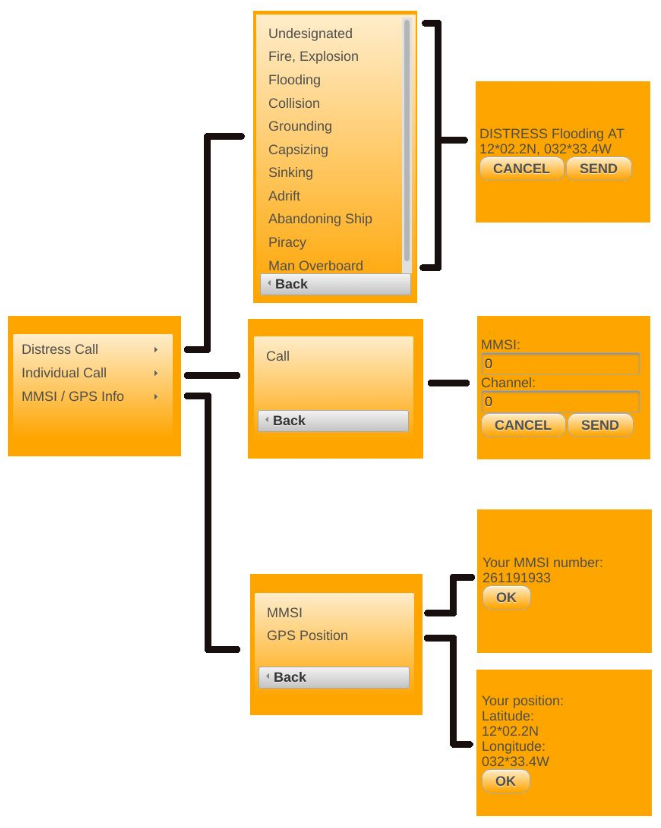 Undesignated
Fire, Explosion
Flooding
Collision
Grounding
Capsizing
Sinking
Adrift
Abandoning Ship
Piracy
Man Overboard
Back
DISTRESS Flooding AT
12*02.2N, 032*33.4W
CANCEL SEND
Distress Call
Individual Call
MMSI / GPS Info
Call
Back
MMSI:
0
Channel:
0
CANCEL SEND
MMSI
GPS Position
Back
Your MMSI number:
261191933
OK
Your position:
Latitude:
12*02.2N
Longitude:
032*33.4W
OK